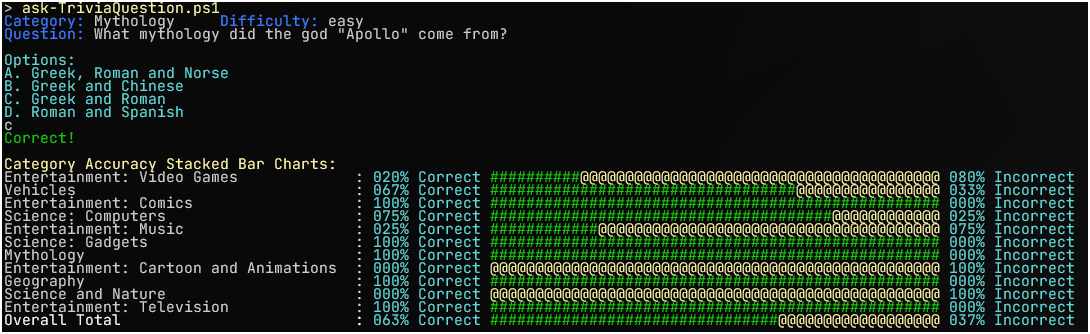 > ask-TriviaQuestion.ps1
Category: Mythology     Difficulty: easy
Question: What mythology did the god "Apollo" come from?
Options:
A. Greek, Roman and Norse
B. Greek and Chinese
C. Greek and Roman
D. Roman and Spanish
c
Correct!
Category Accuracy Stacked Bar Charts:
Entertainment: Video Games : 020% Correct ##########@@@@@@@@@@@@@@@@@@@@@@@@@@@@@@@@@@@@@@@@ 080% Incorrect
Vehicles : 067% Correct ##################################@@@@@@@@@@@@@@@@ 033% Incorrect
Entertainment: Comics : 100% Correct ################################################## 000% Incorrect
Science: Computers : 075% Correct ######################################@@@@@@@@@@@@ 025% Incorrect
Entertainment: Music : 025% Correct ############@@@@@@@@@@@@@@@@@@@@@@@@@@@@@@@@@@@@@@ 075% Incorrect
Science: Gadgets : 100% Correct ################################################## 000% Incorrect
Mythology : 100% Correct ################################################## 000% Incorrect
Entertainment: Cartoon and Animations : 000% Correct @@@@@@@@@@@@@@@@@@@@@@@@@@@@@@@@@@@@@@@@@@@@@@@@@@ 100% Incorrect
Geography : 100% Correct ################################################## 000% Incorrect
Science and Nature : 000% Correct @@@@@@@@@@@@@@@@@@@@@@@@@@@@@@@@@@@@@@@@@@@@@@@@@@ 100% Incorrect
Entertainment: Television : 100% Correct ################################################## 000% Incorrect
Overall Total : 063% Correct ################################@@@@@@@@@@@@@@@@@@ 037% Incorrect